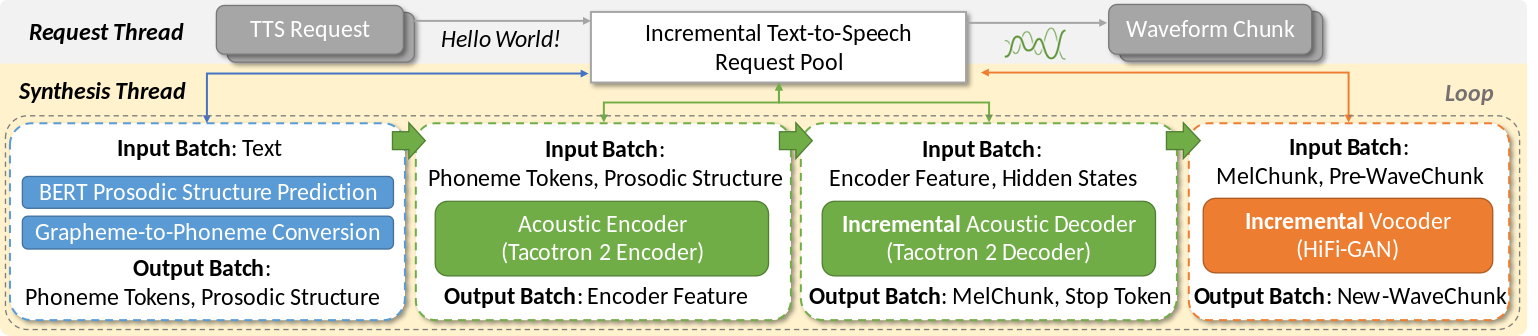 Request Thread
TTS Request
Hello World!
Incremental Text-to-Speech
Request Pool
Waveform Chunk
Synthesis Thread
Loop
Input Batch: Text
BERT Prosodic Structure Prediction
Grapheme-to-Phoneme Conversion
Output Batch:
Phoneme Tokens, Prosodic Structure
Input Batch:
Phoneme Tokens, Prosodic Structure
Acoustic Encoder
(Tacotron 2 Encoder)
Output Batch: Encoder Feature
Input Batch:
Encoder Feature, Hidden States
Incremental Acoustic Decoder
(Tacotron 2 Decoder)
Output Batch: MelChunk, Stop Token
Input Batch:
MelChunk, Pre-WaveChunk
Incremental Vocoder
(HiFi-GAN)
Output Batch: New-WaveChunk